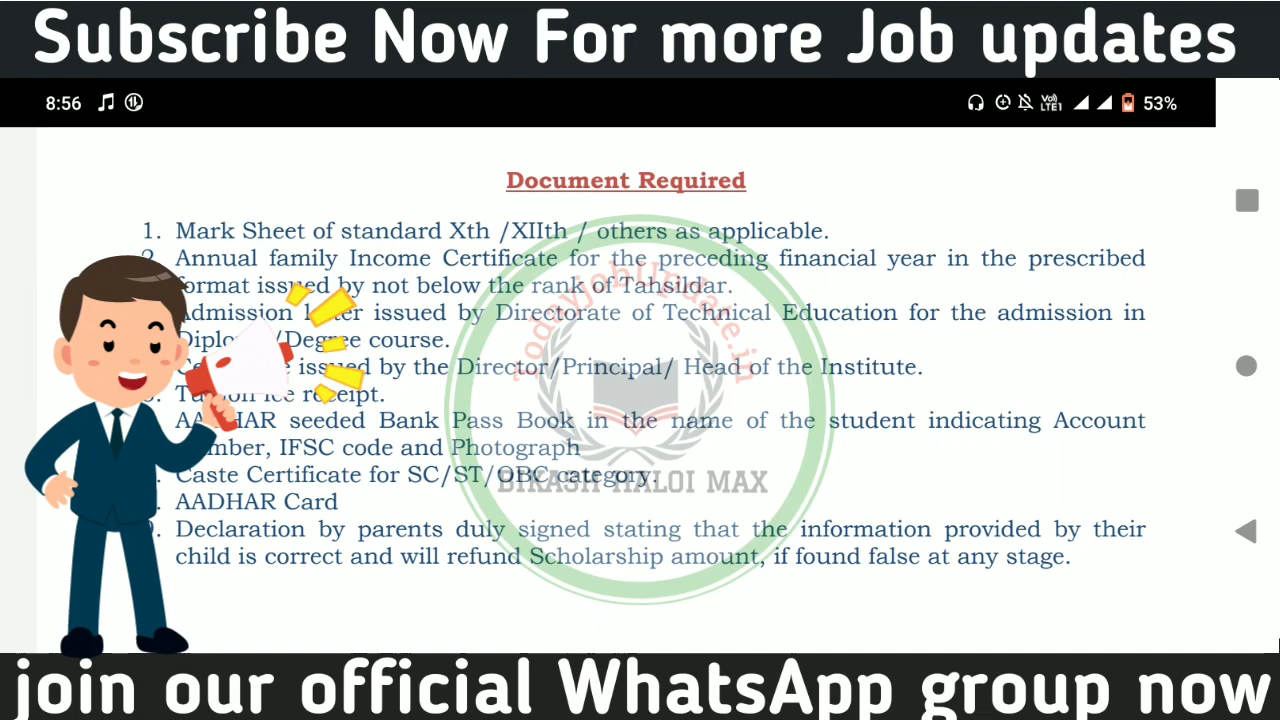 Subscribe Now For more Job updates
8:56
Vo)) LTE1 53%
Document Required
1. Mark Sheet of standard Xth /XIIth / others as applicable.
Annual family Income Certificate for the preceding financial year in the prescribed
format issued by not below the rank of Tahsildar.
Admission issued by Directorate of Technical Education for the admission in
course.
issued by the Director/Principal/ Head of the Institute.
receipt.
seeded Bank Pass Book in the name of the student indicating Account
IFSC code and Photograph
Caste Certificate for SC/ST/OBC category.
AADHAR Card
Declaration by parents duly signed stating that the information provided by their
child is correct and will refund Scholarship amount, if found false at any stage.
TodayJobUpdate.in
BIKASH HALOI MAX
join our official WhatsApp group now